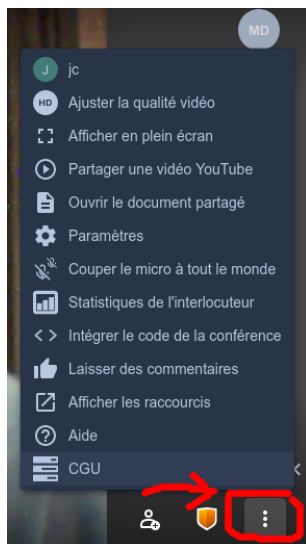 MD
J jc
HD Ajuster la qualité vidéo
Afficher en plein écran
Partager une vidéo YouTube
Ouvrir le document partagé
Paramètres
Couper le micro à tout le monde
Statistiques de l'interlocuteur
Intégrer le code de la conférence
Laisser des commentaires
Afficher les raccourcis
Aide
CGU